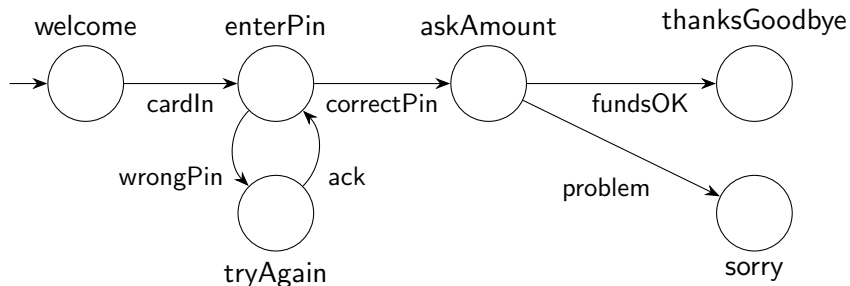 welcome
enterPin
askAmount
thanksGoodbye
cardIn
correctPin
fundsOK
wrongPin
ack
problem
tryAgain
sorry